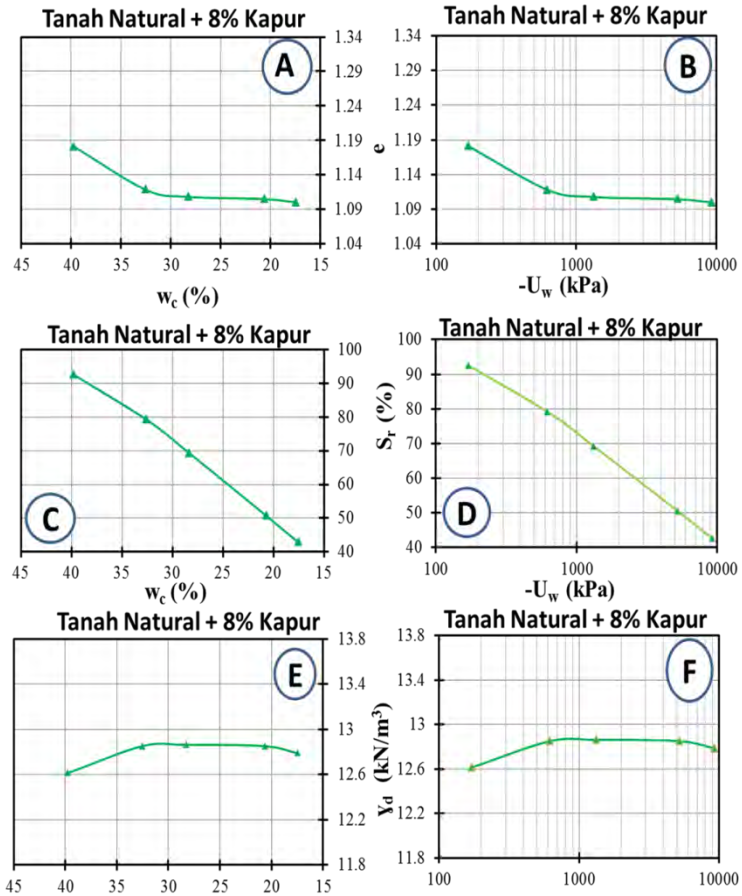 Tanah Natural + 8% Kapur
A
1.34
1.29
1.24
1.19
1.14
1.09
1.04
e
45 40 35 30 25 20 15
w_c (%)
Tanah Natural + 8% Kapur
B
1.34
1.29
1.24
1.19
1.14
1.09
1.04
100 1000 10000
-U_w (kPa)
Tanah Natural + 8% Kapur
C
100
90
80
70
60
50
40
S_r (%)
45 40 35 30 25 20 15
w_c (%)
Tanah Natural + 8% Kapur
D
100
90
80
70
60
50
40
100 1000 10000
-U_w (kPa)
Tanah Natural + 8% Kapur
E
13.8
13.4
13
12.6
12.2
11.8
γ_d (kN/m³)
45 40 35 30 25 20 15
Tanah Natural + 8% Kapur
F
13.8
13.4
13
12.6
12.2
11.8
100 1000 10000